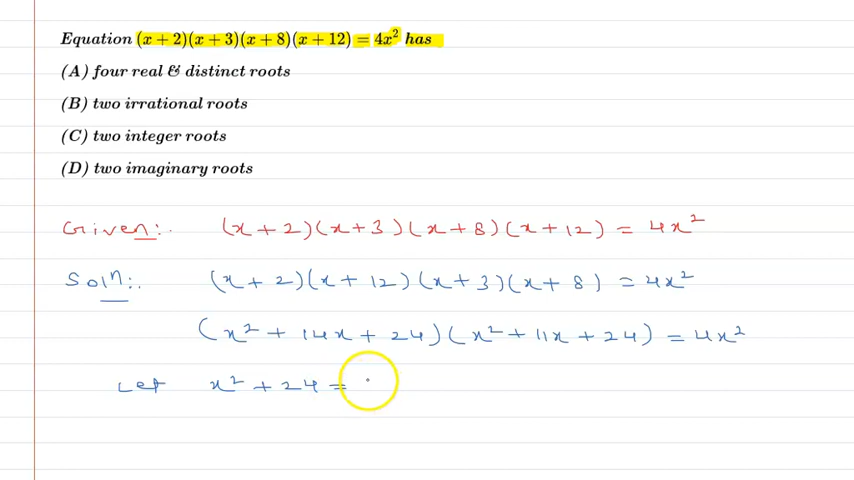 Equation (x + 2)(x + 3)(x + 8)(x + 12) = 4x² has
(A) four real & distinct roots
(B) two irrational roots
(C) two integer roots
(D) two imaginary roots
Given:. (x + 2)(x + 3)(x + 8)(x + 12) = 4x²
Soln:. (x + 2)(x + 12)(x + 3)(x + 8) = 4x²
(x² + 14x + 24)(x² + 11x + 24) = 4x²
Let x² + 24 =